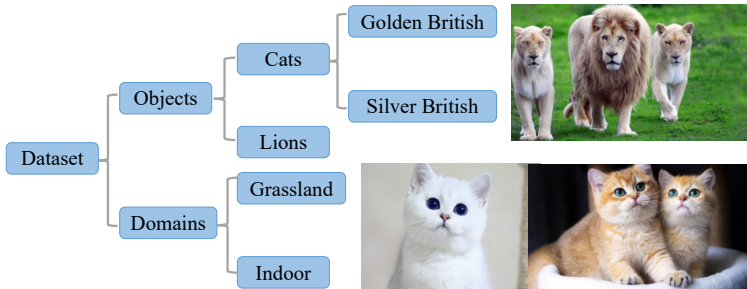 Golden British
Cats
Objects
Silver British
Lions
Dataset
Grassland
Domains
Indoor